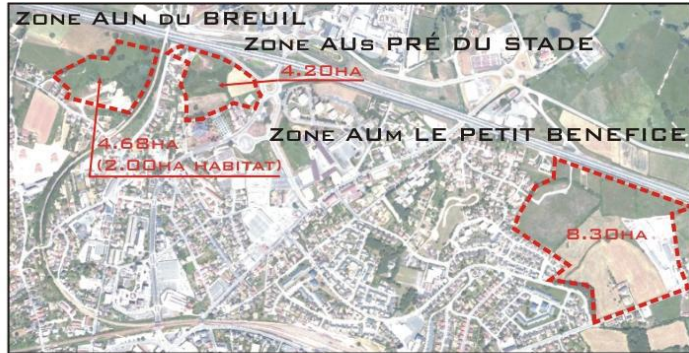 Zone AUn du BREUIL
Zone AUs PRÉ DU STADE
4.20ha
Zone AUm LE PETIT BENEFICE
4.68ha
(2.00ha habitat)
8.30ha